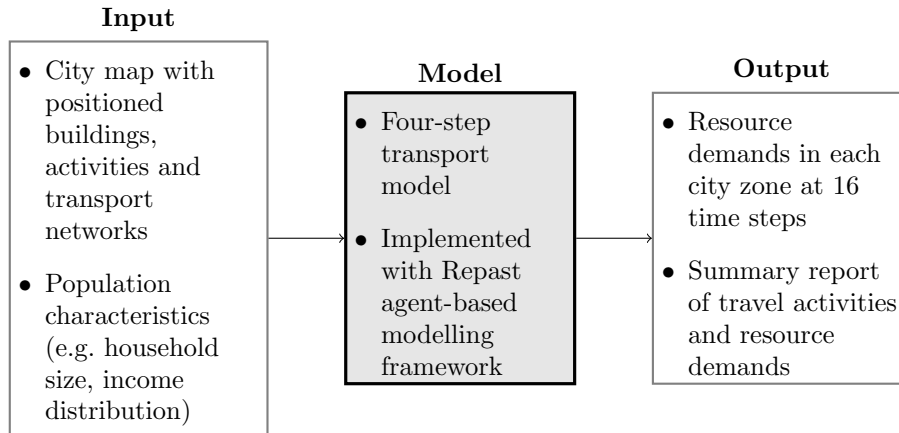 Input
• City map with
positioned
buildings,
activities and
transport
networks
• Population
characteristics
(e.g. household
size, income
distribution)
Model
• Four-step
transport
model
• Implemented
with Repast
agent-based
modelling
framework
Output
• Resource
demands in each
city zone at 16
time steps
• Summary report
of travel activities
and resource
demands